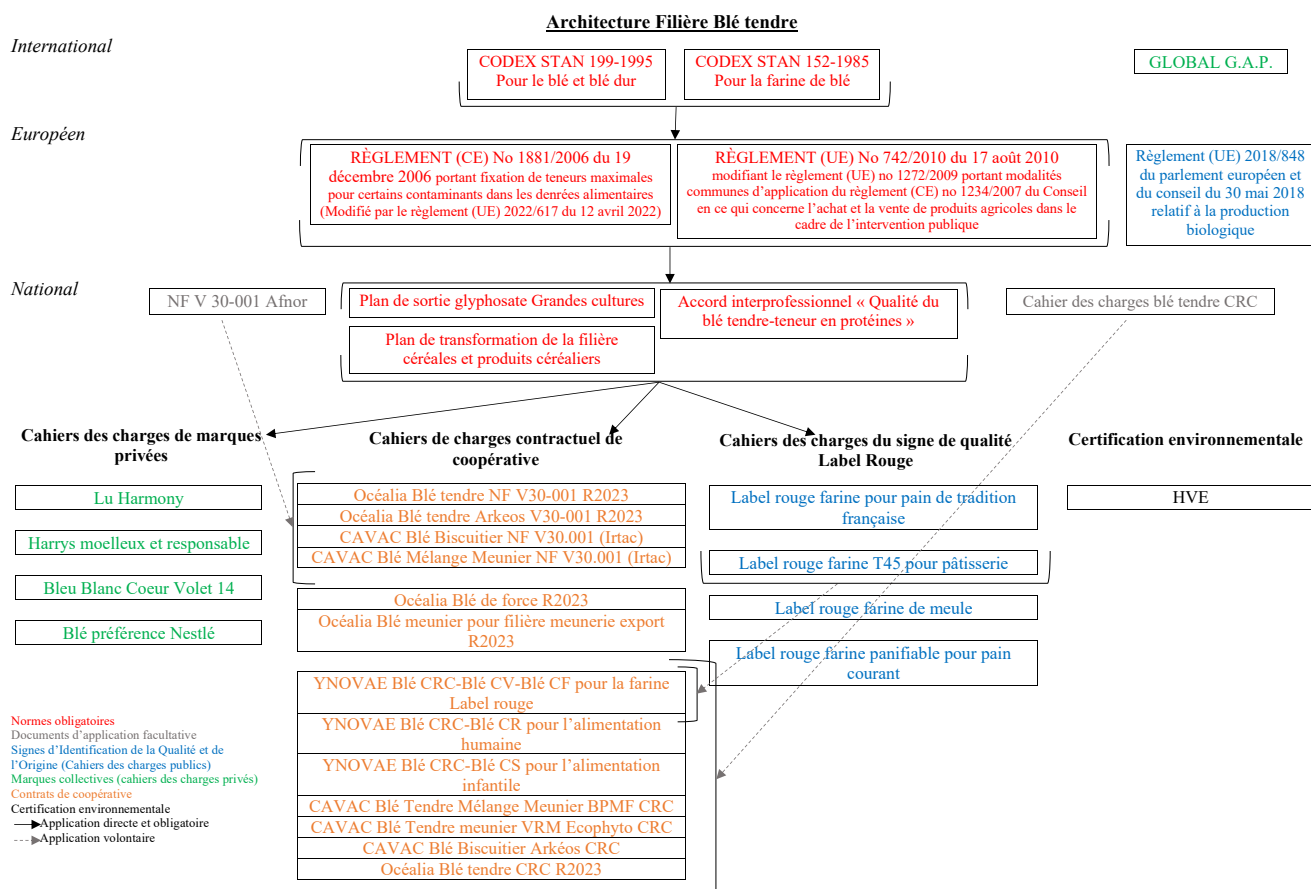 Architecture Filière Blé tendre
International
CODEX STAN 199-1995
Pour le blé et blé dur
CODEX STAN 152-1985
Pour la farine de blé
GLOBAL G.A.P.
Européen
RÈGLEMENT (CE) No 1881/2006 du 19
décembre 2006 portant fixation de teneurs maximales
pour certains contaminants dans les denrées alimentaires
(Modifié par le règlement (UE) 2022/617 du 12 avril 2022)
RÈGLEMENT (UE) No 742/2010 du 17 août 2010
modifiant le règlement (UE) no 1272/2009 portant modalités
communes d’application du règlement (CE) no 1234/2007 du Conseil
en ce qui concerne l’achat et la vente de produits agricoles dans le
cadre de l’intervention publique
Règlement (UE) 2018/848
du parlement européen et
du conseil du 30 mai 2018
relatif à la production
biologique
National
NF V 30-001 Afnor
Plan de sortie glyphosate Grandes cultures
Accord interprofessionnel « Qualité du
blé tendre-teneur en protéines »
Plan de transformation de la filière
céréales et produits céréaliers
Cahier des charges blé tendre CRC
Cahiers des charges de marques
privées
Lu Harmony
Harrys moelleux et responsable
Bleu Blanc Coeur Volet 14
Blé préférence Nestlé
Cahiers de charges contractuel de
coopérative
Océalia Blé tendre NF V30-001 R2023
Océalia Blé tendre Arkeos V30-001 R2023
CAVAC Blé Biscuitier NF V30.001 (Irtac)
CAVAC Blé Mélange Meunier NF V30.001 (Irtac)
Océalia Blé de force R2023
Océalia Blé meunier pour filière meunerie export
R2023
YNOVAE Blé CRC-Blé CV-Blé CF pour la farine
Label rouge
YNOVAE Blé CRC-Blé CR pour l’alimentation
humaine
YNOVAE Blé CRC-Blé CS pour l’alimentation
infantile
CAVAC Blé Tendre Mélange Meunier BPMF CRC
CAVAC Blé Tendre meunier VRM Ecophyto CRC
CAVAC Blé Biscuitier Arkéos CRC
Océalia Blé tendre CRC R2023
Cahiers des charges du signe de qualité
Label Rouge
Label rouge farine pour pain de tradition
française
Label rouge farine T45 pour pâtisserie
Label rouge farine de meule
Label rouge farine panifiable pour pain
courant
Certification environnementale
HVE
Normes obligatoires
Documents d’application facultative
Signes d’Identification de la Qualité et de
l’Origine (Cahiers des charges publics)
Marques collectives (cahiers des charges privés)
Contrats de coopérative
Certification environnementale
Application directe et obligatoire
Application volontaire